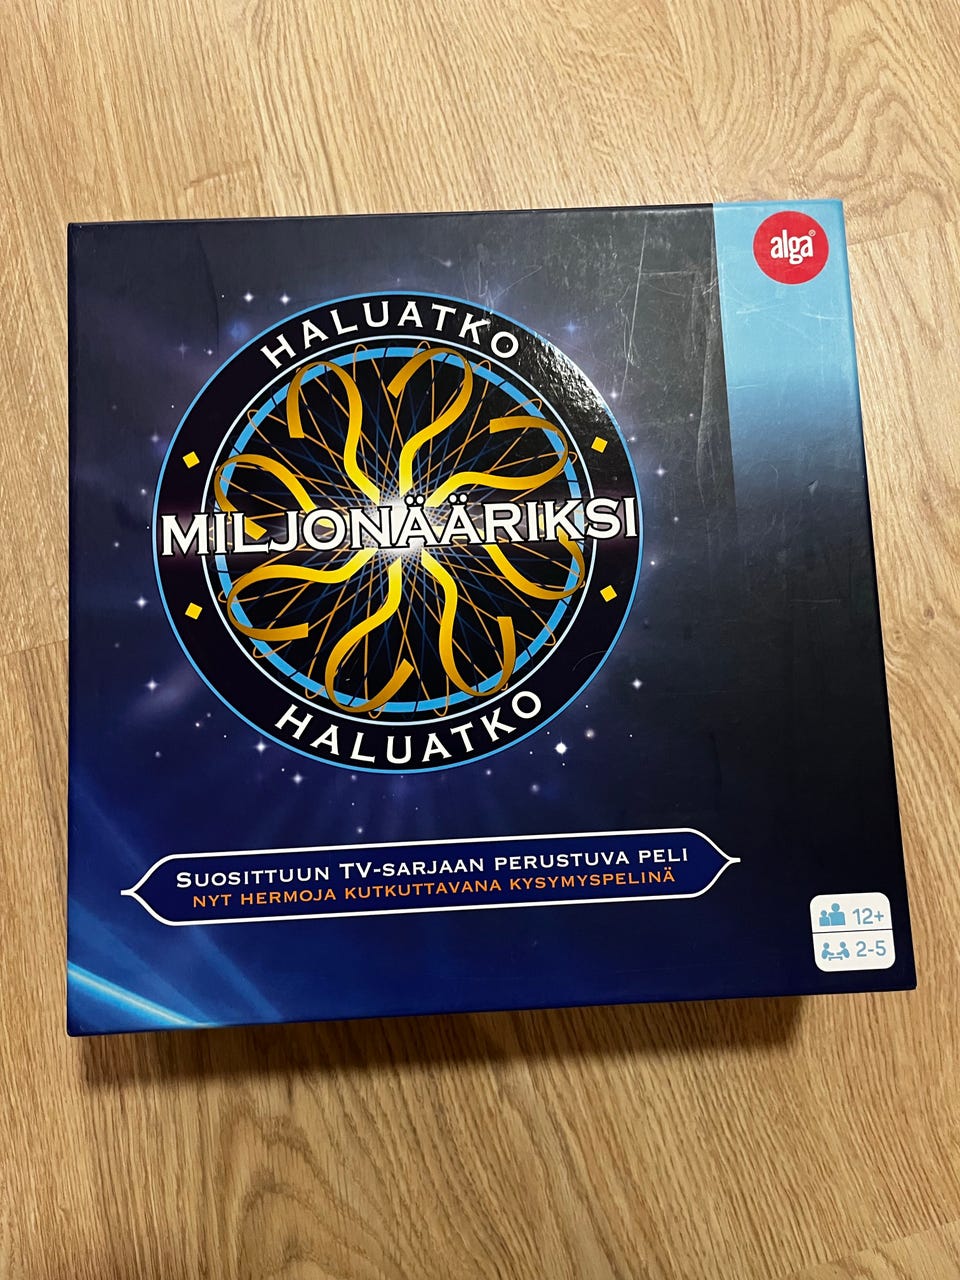 alga®
HALUATKO
MILJONÄÄRIKSI
HALUATKO
SUOSITTUUN TV-SARJAAN PERUSTUVA PELI
NYT HERMOJA KUTKUTTAVANA KYSYMYSPELINÄ
12+
2-5